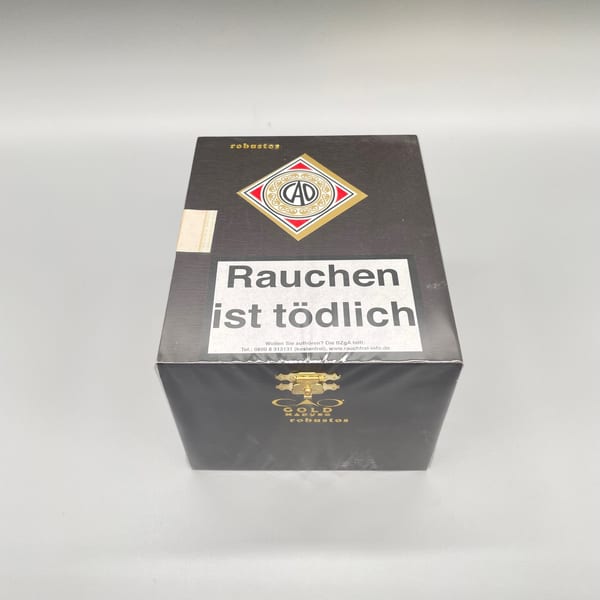 robustos
CAO
Rauchen
ist tödlich
Wollen Sie aufhören? Die BZgA hilft:
Tel.: 0800 8 313131 (kostenfrei), www.rauchfrei-info.de
CAO
GOLD
MADURO
robustos